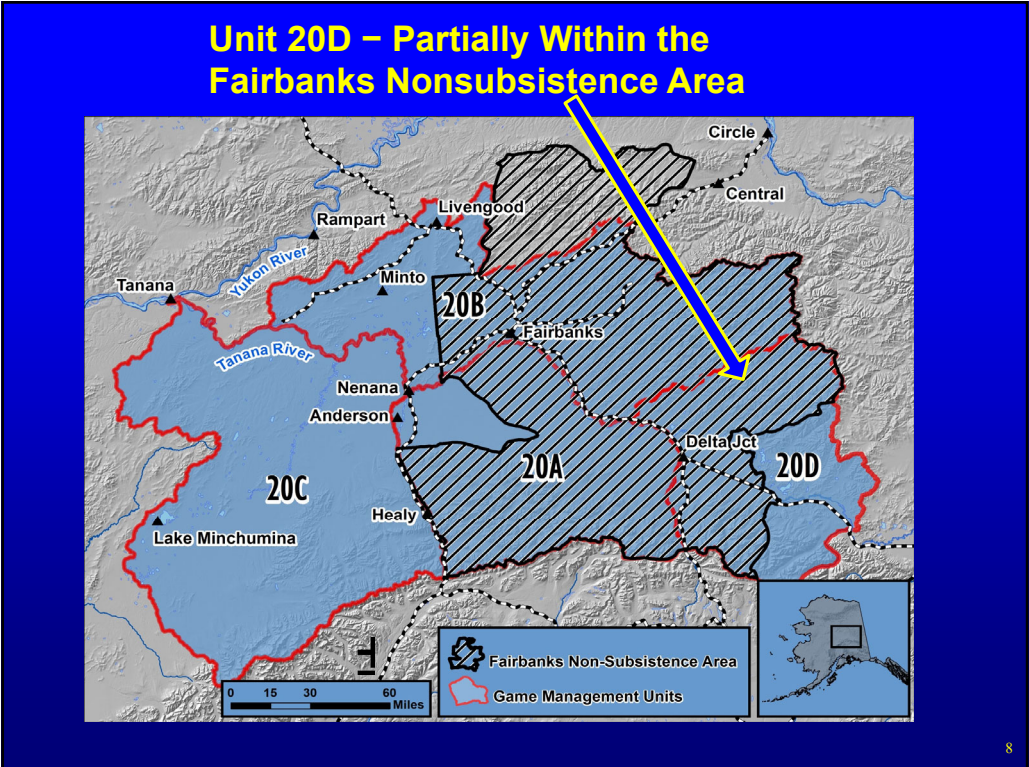 Unit 20D − Partially Within the
Fairbanks Nonsubsistence Area
Circle
Central
Livengood
Rampart
Yukon River
Minto
Tanana
20B
Fairbanks
Tanana River
Nenana
Anderson
Delta Jct
20A
20D
20C
Healy
Lake Minchumina
Fairbanks Non-Subsistence Area
Game Management Units
0 15 30 60
Miles
8